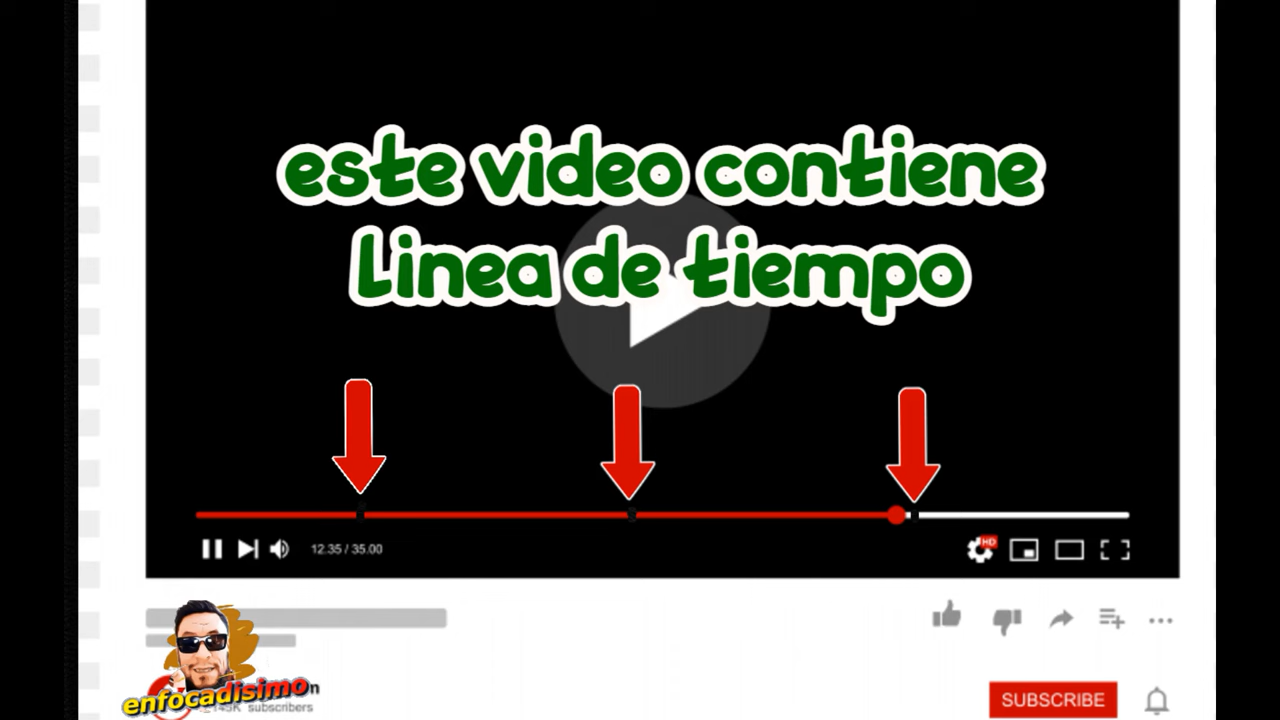 este video contiene
Linea de tiempo
12.35 / 35.00
HD
enfocadisimo
subscribers
SUBSCRIBE